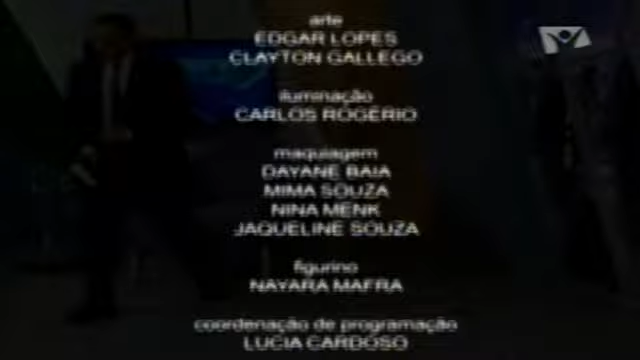 arte
EDGAR LOPES
CLAYTON GALLEGO
iluminação
CARLOS ROGÉRIO
maquiagem
DAYANE BAIA
MIMA SOUZA
NINA MENK
JAQUELINE SOUZA
figurino
NAYARA MAFRA
coordenação de programação
LUCIA CARDOSO